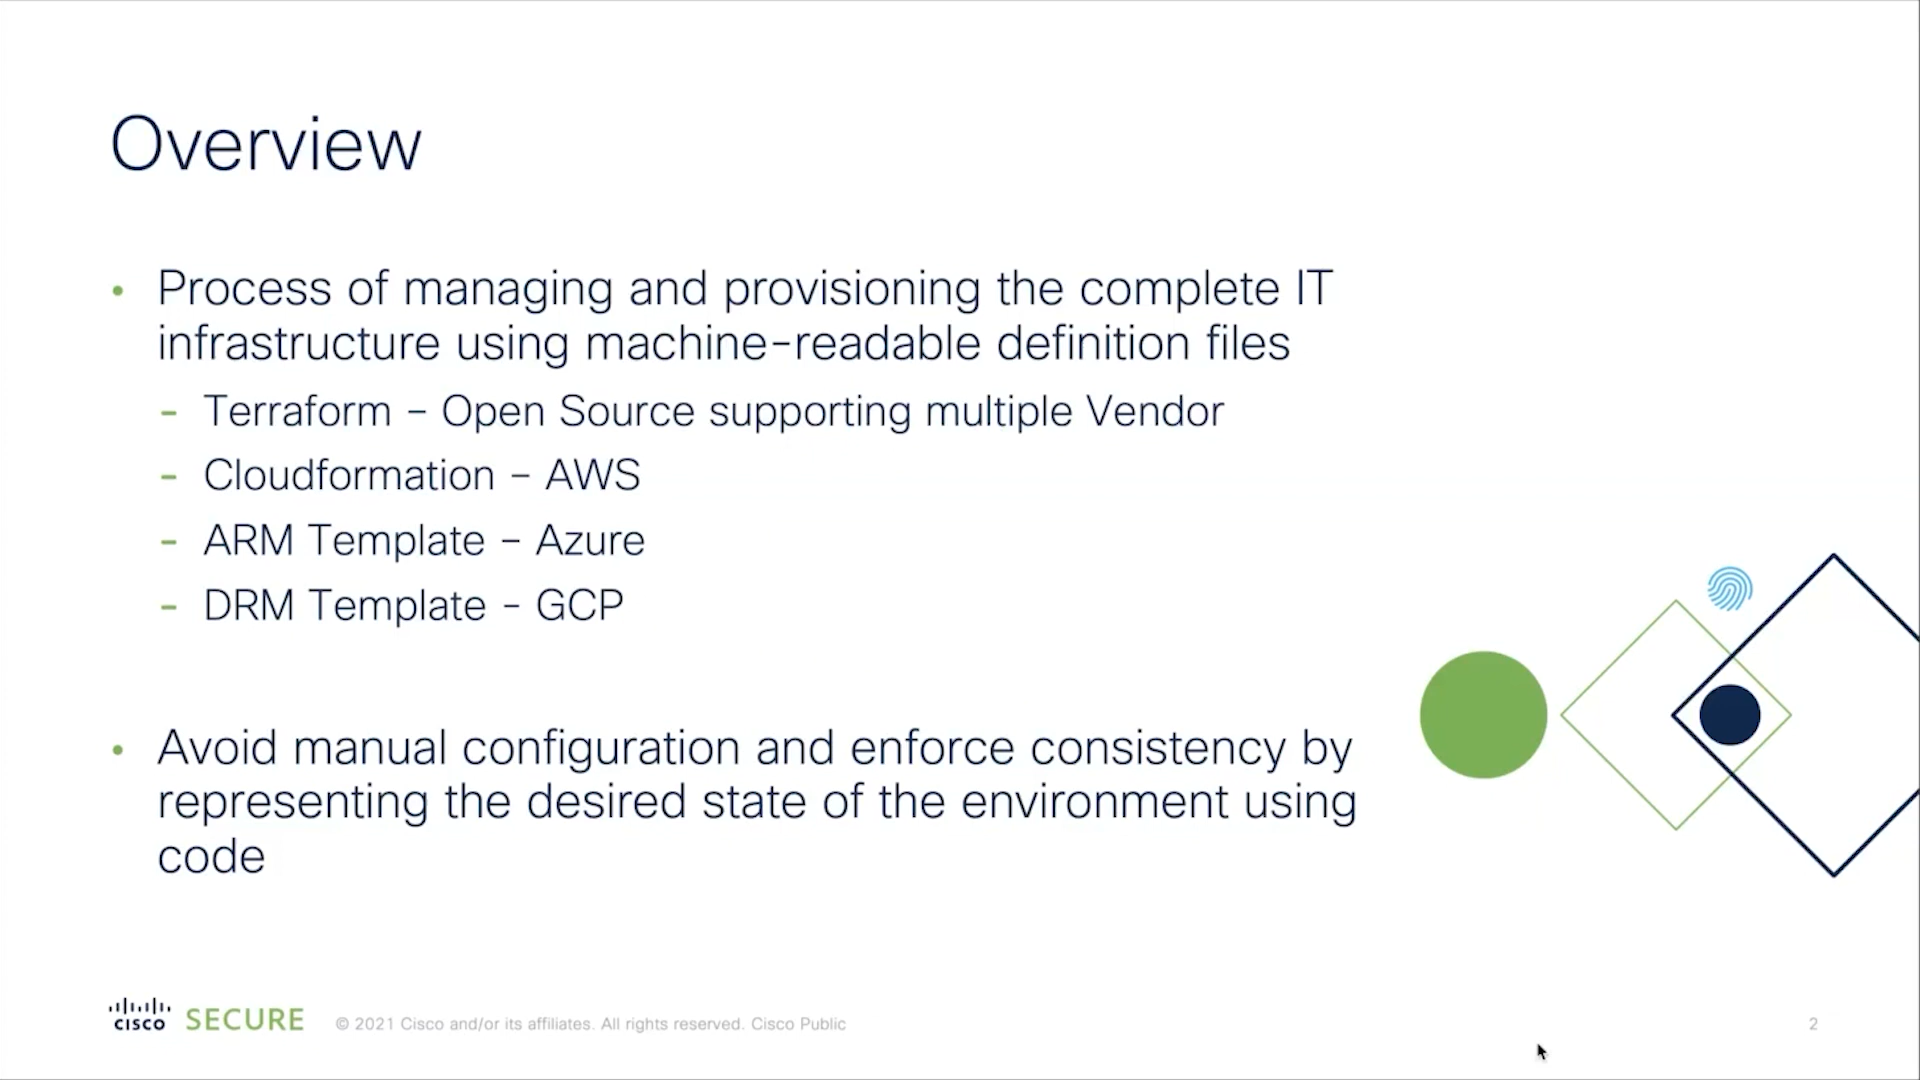 Overview
• Process of managing and provisioning the complete IT
infrastructure using machine-readable definition files
- Terraform – Open Source supporting multiple Vendor
- Cloudformation – AWS
- ARM Template – Azure
- DRM Template - GCP
• Avoid manual configuration and enforce consistency by
representing the desired state of the environment using
code
CISCO SECURE © 2021 Cisco and/or its affiliates. All rights reserved. Cisco Public 2